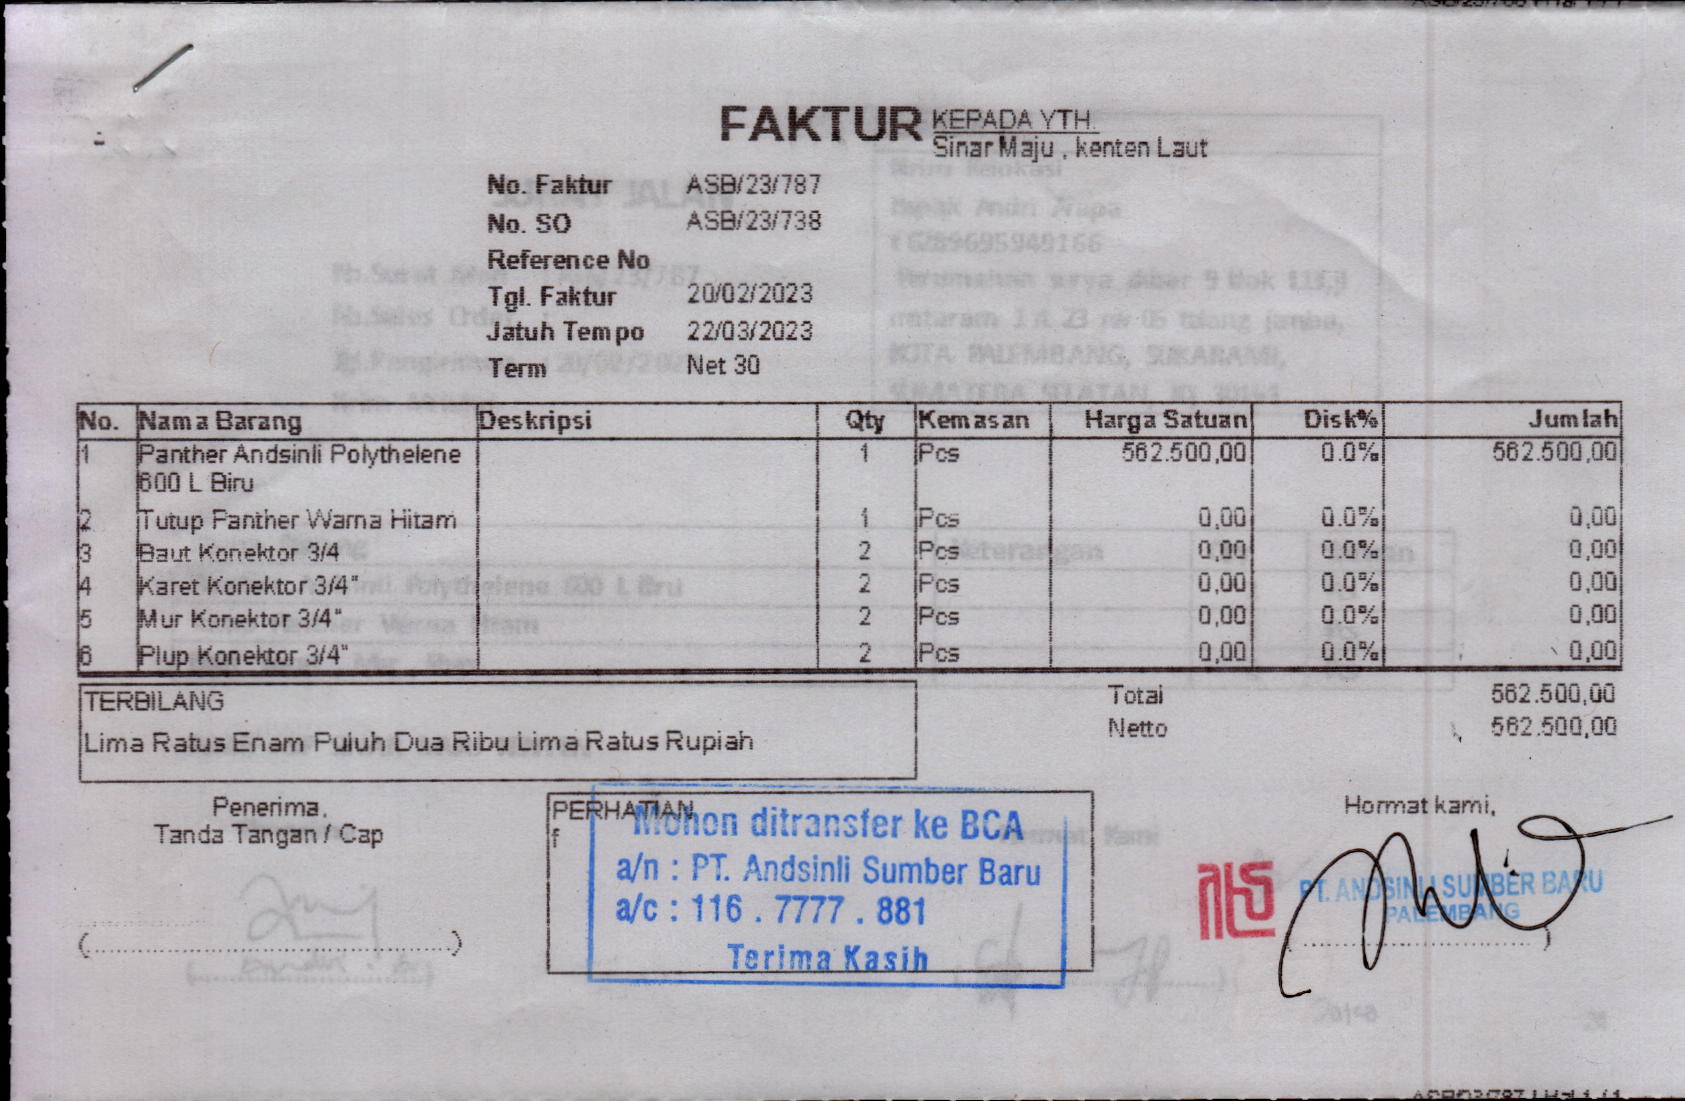 FAKTUR
KEPADA YTH.
Sinar Maju , kenten Laut
No. Faktur ASB/23/787
No. SO ASB/23/738
Reference No
Tgl. Faktur 20/02/2023
Jatuh Tempo 22/03/2023
Term Net 30
No. Nama Barang Deskripsi Qty Kemasan Harga Satuan Disk% Jumlah
1 Panther Andsinli Polythelene 1 Pcs 562.500,00 0.0% 562.500,00
600 L Biru
2 Tutup Panther Warna Hitam 1 Pcs 0,00 0.0% 0,00
3 Baut Konektor 3/4 2 Pcs 0,00 0.0% 0,00
4 Karet Konektor 3/4" 2 Pcs 0,00 0.0% 0,00
5 Mur Konektor 3/4" 2 Pcs 0,00 0.0% 0,00
6 Plup Konektor 3/4" 2 Pcs 0,00 0.0% 0,00
TERBILANG
Lima Ratus Enam Puluh Dua Ribu Lima Ratus Rupiah
Total 562.500,00
Netto 562.500,00
Penerima,
Tanda Tangan / Cap
PERHATIAN
f
Mohon ditransfer ke BCA
a/n : PT. Andsinli Sumber Baru
a/c : 116 . 7777 . 881
Terima Kasih
Hormat kami,
PT. ANDSINLI SUMBER BARU
PALEMBANG